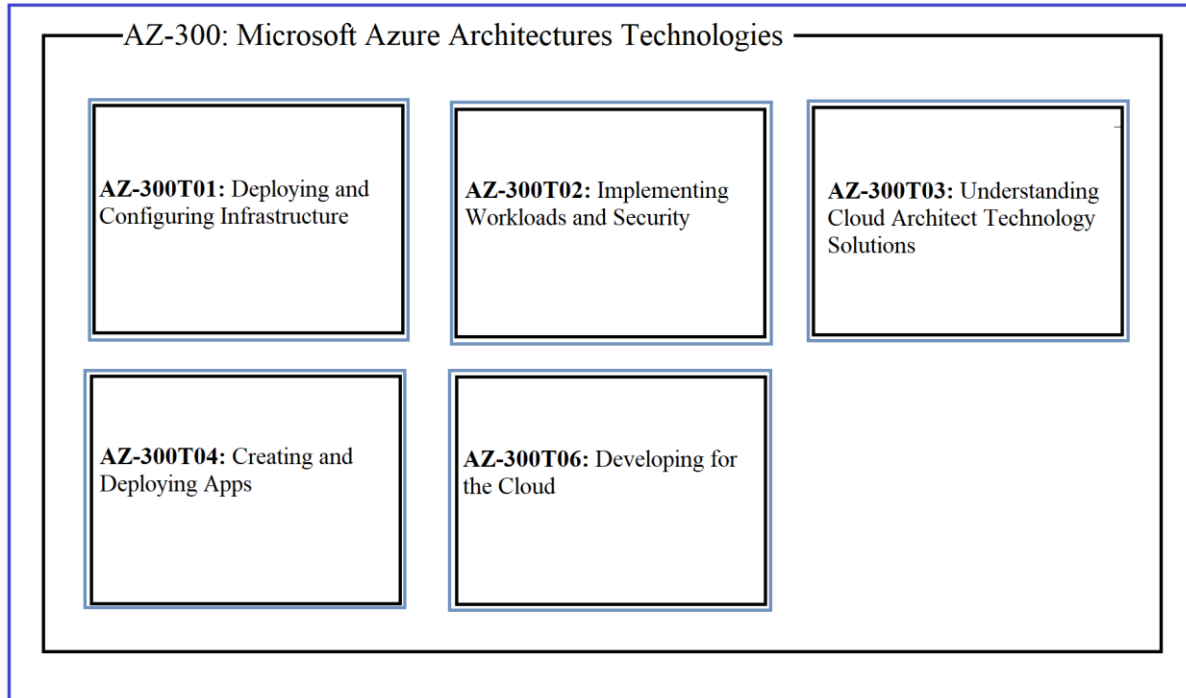 AZ-300: Microsoft Azure Architectures Technologies
AZ-300T01: Deploying and
Configuring Infrastructure
AZ-300T02: Implementing
Workloads and Security
AZ-300T03: Understanding
Cloud Architect Technology
Solutions
AZ-300T04: Creating and
Deploying Apps
AZ-300T06: Developing for
the Cloud